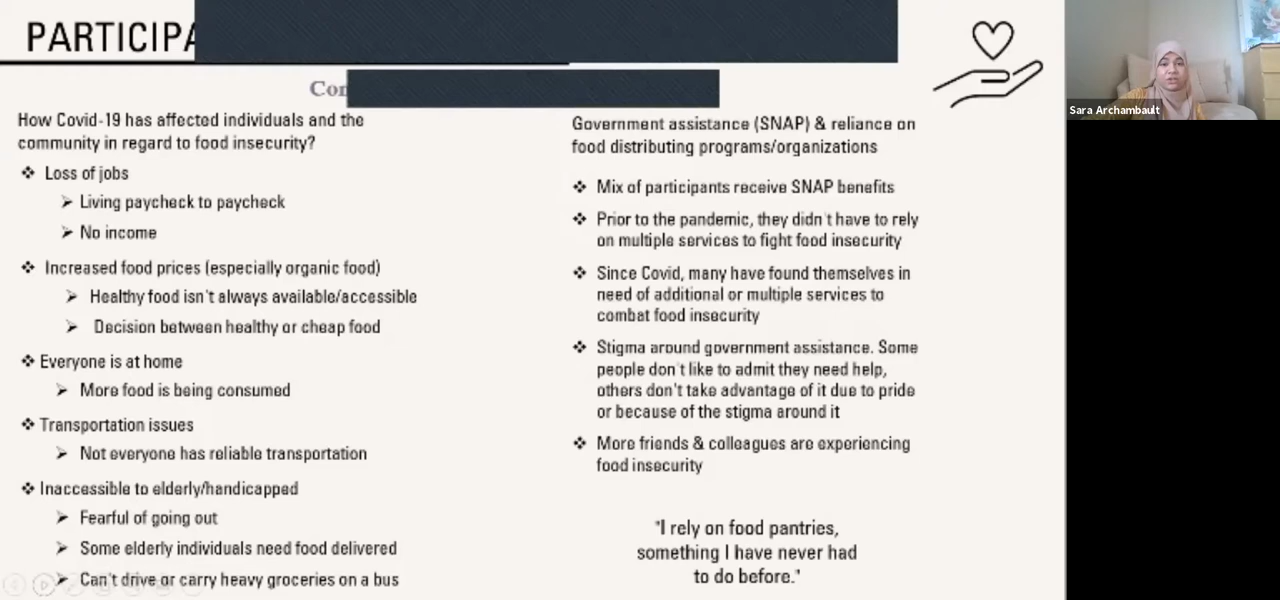 PARTICIPA
Con
How Covid-19 has affected individuals and the
community in regard to food insecurity?
❖ Loss of jobs
➢ Living paycheck to paycheck
➢ No income
❖ Increased food prices (especially organic food)
➢ Healthy food isn't always available/accessible
➢ Decision between healthy or cheap food
❖ Everyone is at home
➢ More food is being consumed
❖ Transportation issues
➢ Not everyone has reliable transportation
❖ Inaccessible to elderly/handicapped
➢ Fearful of going out
➢ Some elderly individuals need food delivered
➢ Can't drive or carry heavy groceries on a bus
Government assistance (SNAP) & reliance on
food distributing programs/organizations
❖ Mix of participants receive SNAP benefits
❖ Prior to the pandemic, they didn't have to rely
on multiple services to fight food insecurity
❖ Since Covid, many have found themselves in
need of additional or multiple services to
combat food insecurity
❖ Stigma around government assistance. Some
people don't like to admit they need help,
others don't take advantage of it due to pride
or because of the stigma around it
❖ More friends & colleagues are experiencing
food insecurity
"I rely on food pantries,
something I have never had
to do before."
Sara Archambault